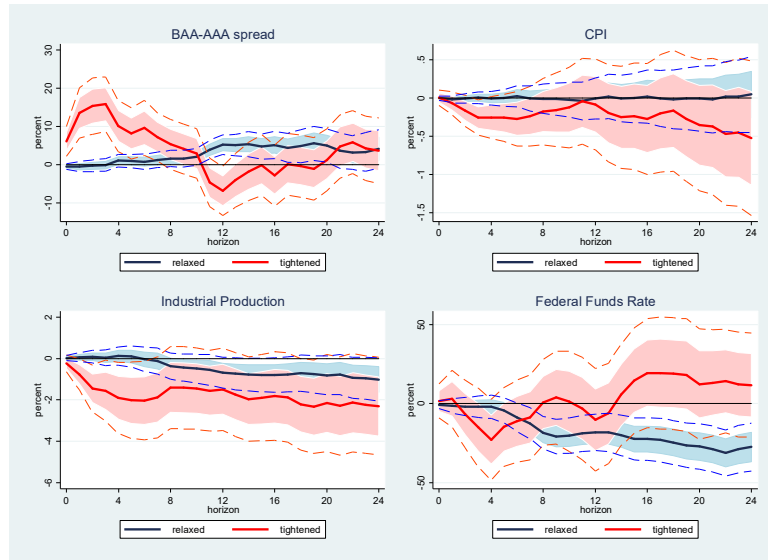 BAA-AAA spread
percent
30
20
10
0
-10
0 4 8 12 16 20 24
horizon
relaxed tightened
CPI
percent
.5
0
-.5
-1
-1.5
0 4 8 12 16 20 24
horizon
relaxed tightened
Industrial Production
percent
2
0
-2
-4
-6
0 4 8 12 16 20 24
horizon
relaxed tightened
Federal Funds Rate
percent
50
0
-50
0 4 8 12 16 20 24
horizon
relaxed tightened